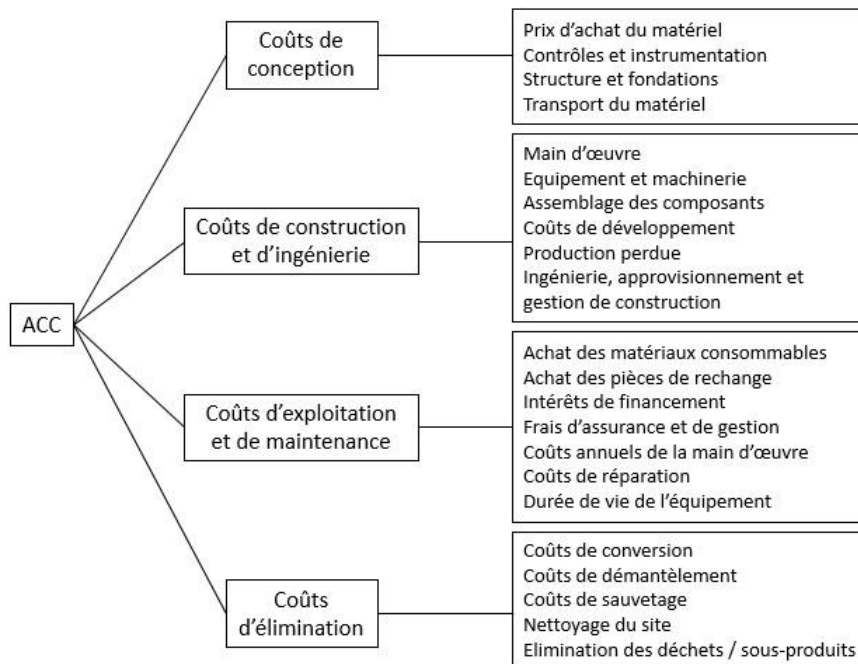 ACC
Coûts de
conception
Prix d’achat du matériel
Contrôles et instrumentation
Structure et fondations
Transport du matériel
Coûts de construction
et d’ingénierie
Main d’œuvre
Equipement et machinerie
Assemblage des composants
Coûts de développement
Production perdue
Ingénierie, approvisionnement et
gestion de construction
Coûts d’exploitation
et de maintenance
Achat des matériaux consommables
Achat des pièces de rechange
Intérêts de financement
Frais d’assurance et de gestion
Coûts annuels de la main d’œuvre
Coûts de réparation
Durée de vie de l’équipement
Coûts
d’élimination
Coûts de conversion
Coûts de démantèlement
Coûts de sauvetage
Nettoyage du site
Elimination des déchets / sous-produits